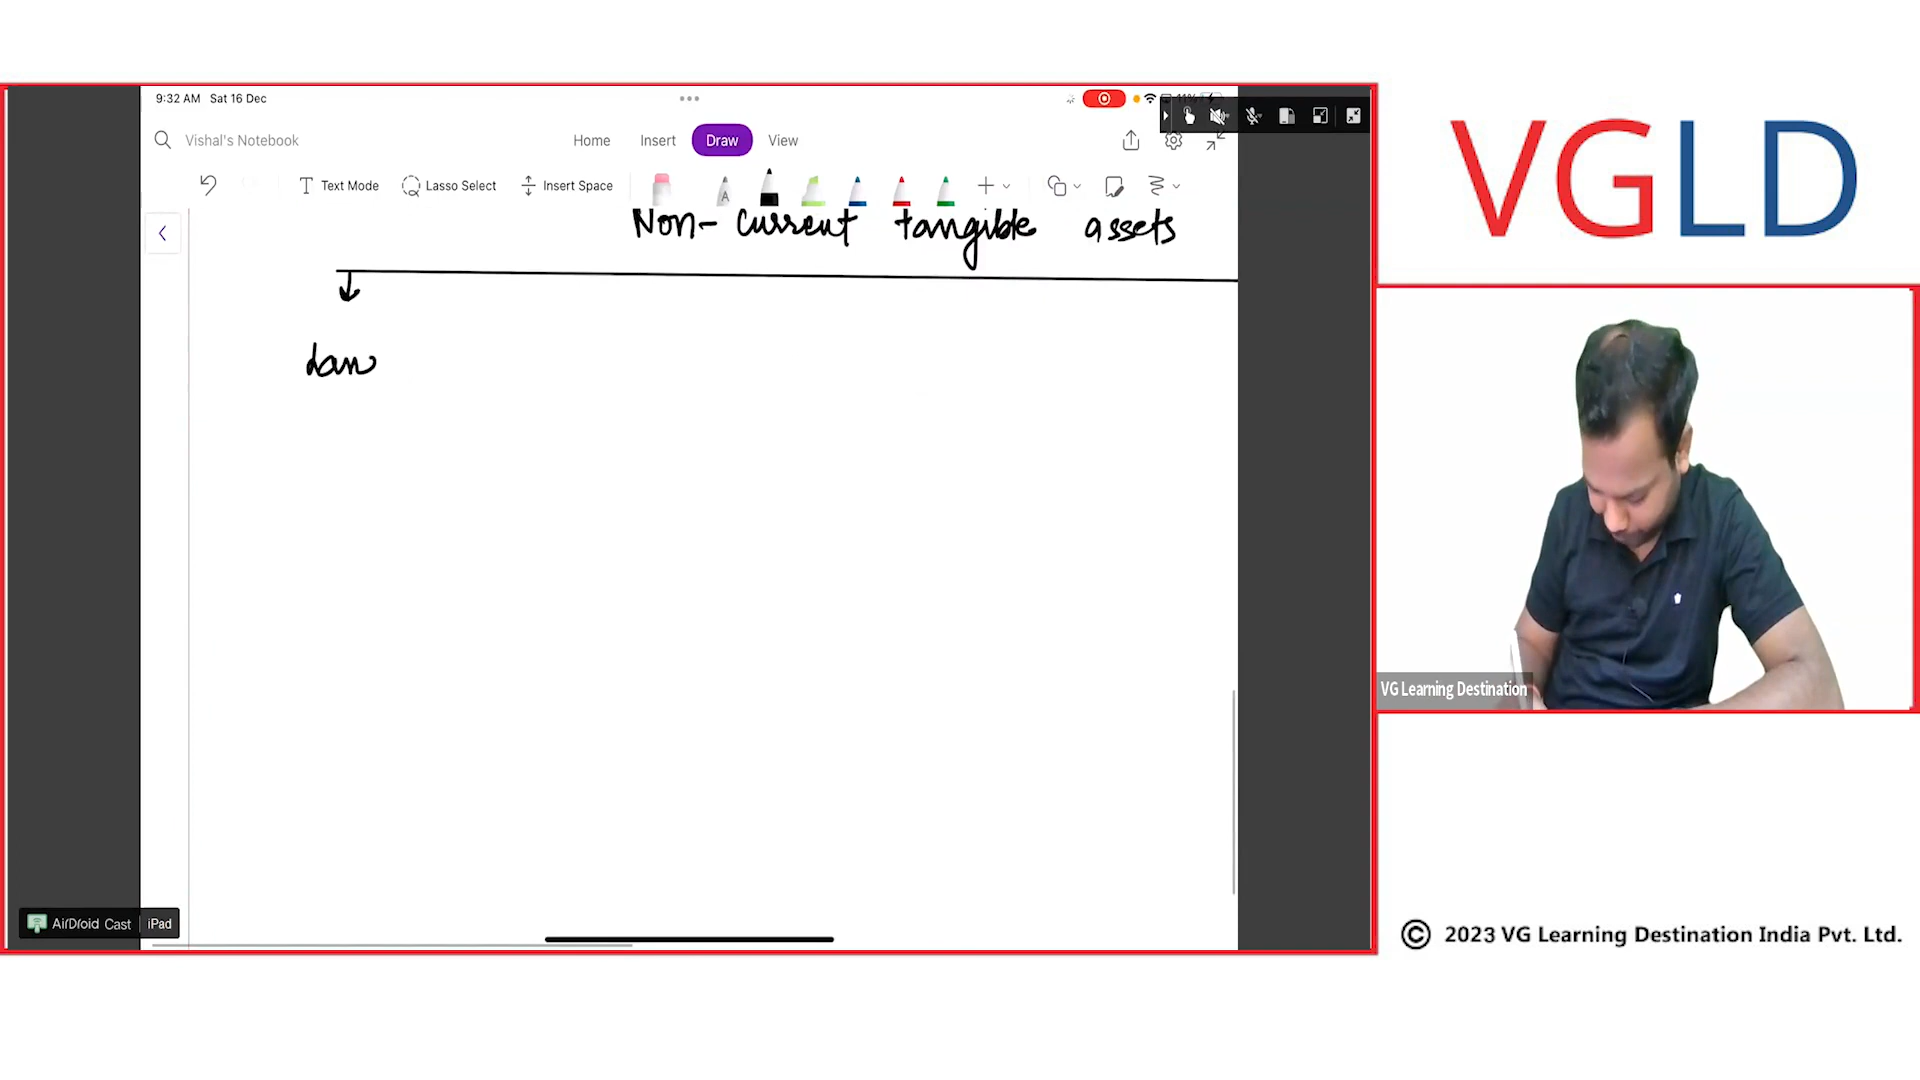 9:32 AM Sat 16 Dec
Vishal's Notebook
Home Insert Draw View
Text Mode Lasso Select Insert Space
Non-Current tangible assets
Lan
VGLD
VG Learning Destination
AirDroid Cast iPad
© 2023 VG Learning Destination India Pvt. Ltd.